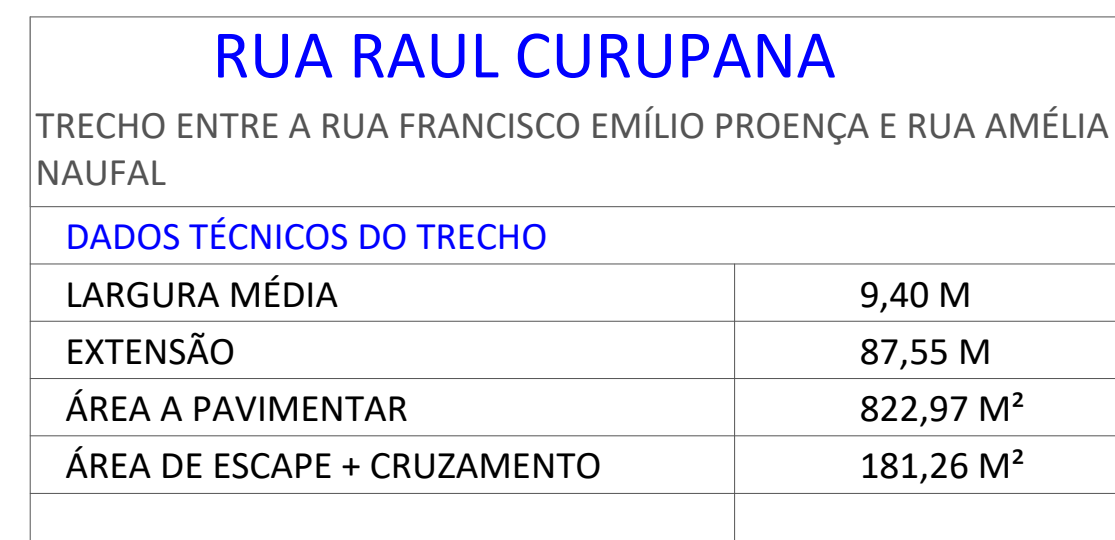 RUA RAUL CURUPANA
TRECHO ENTRE A RUA FRANCISCO EMÍLIO PROENÇA E RUA AMÉLIA
NAUFAL
DADOS TÉCNICOS DO TRECHO
LARGURA MÉDIA 9,40 M
EXTENSÃO 87,55 M
ÁREA A PAVIMENTAR 822,97 M²
ÁREA DE ESCAPE + CRUZAMENTO 181,26 M²